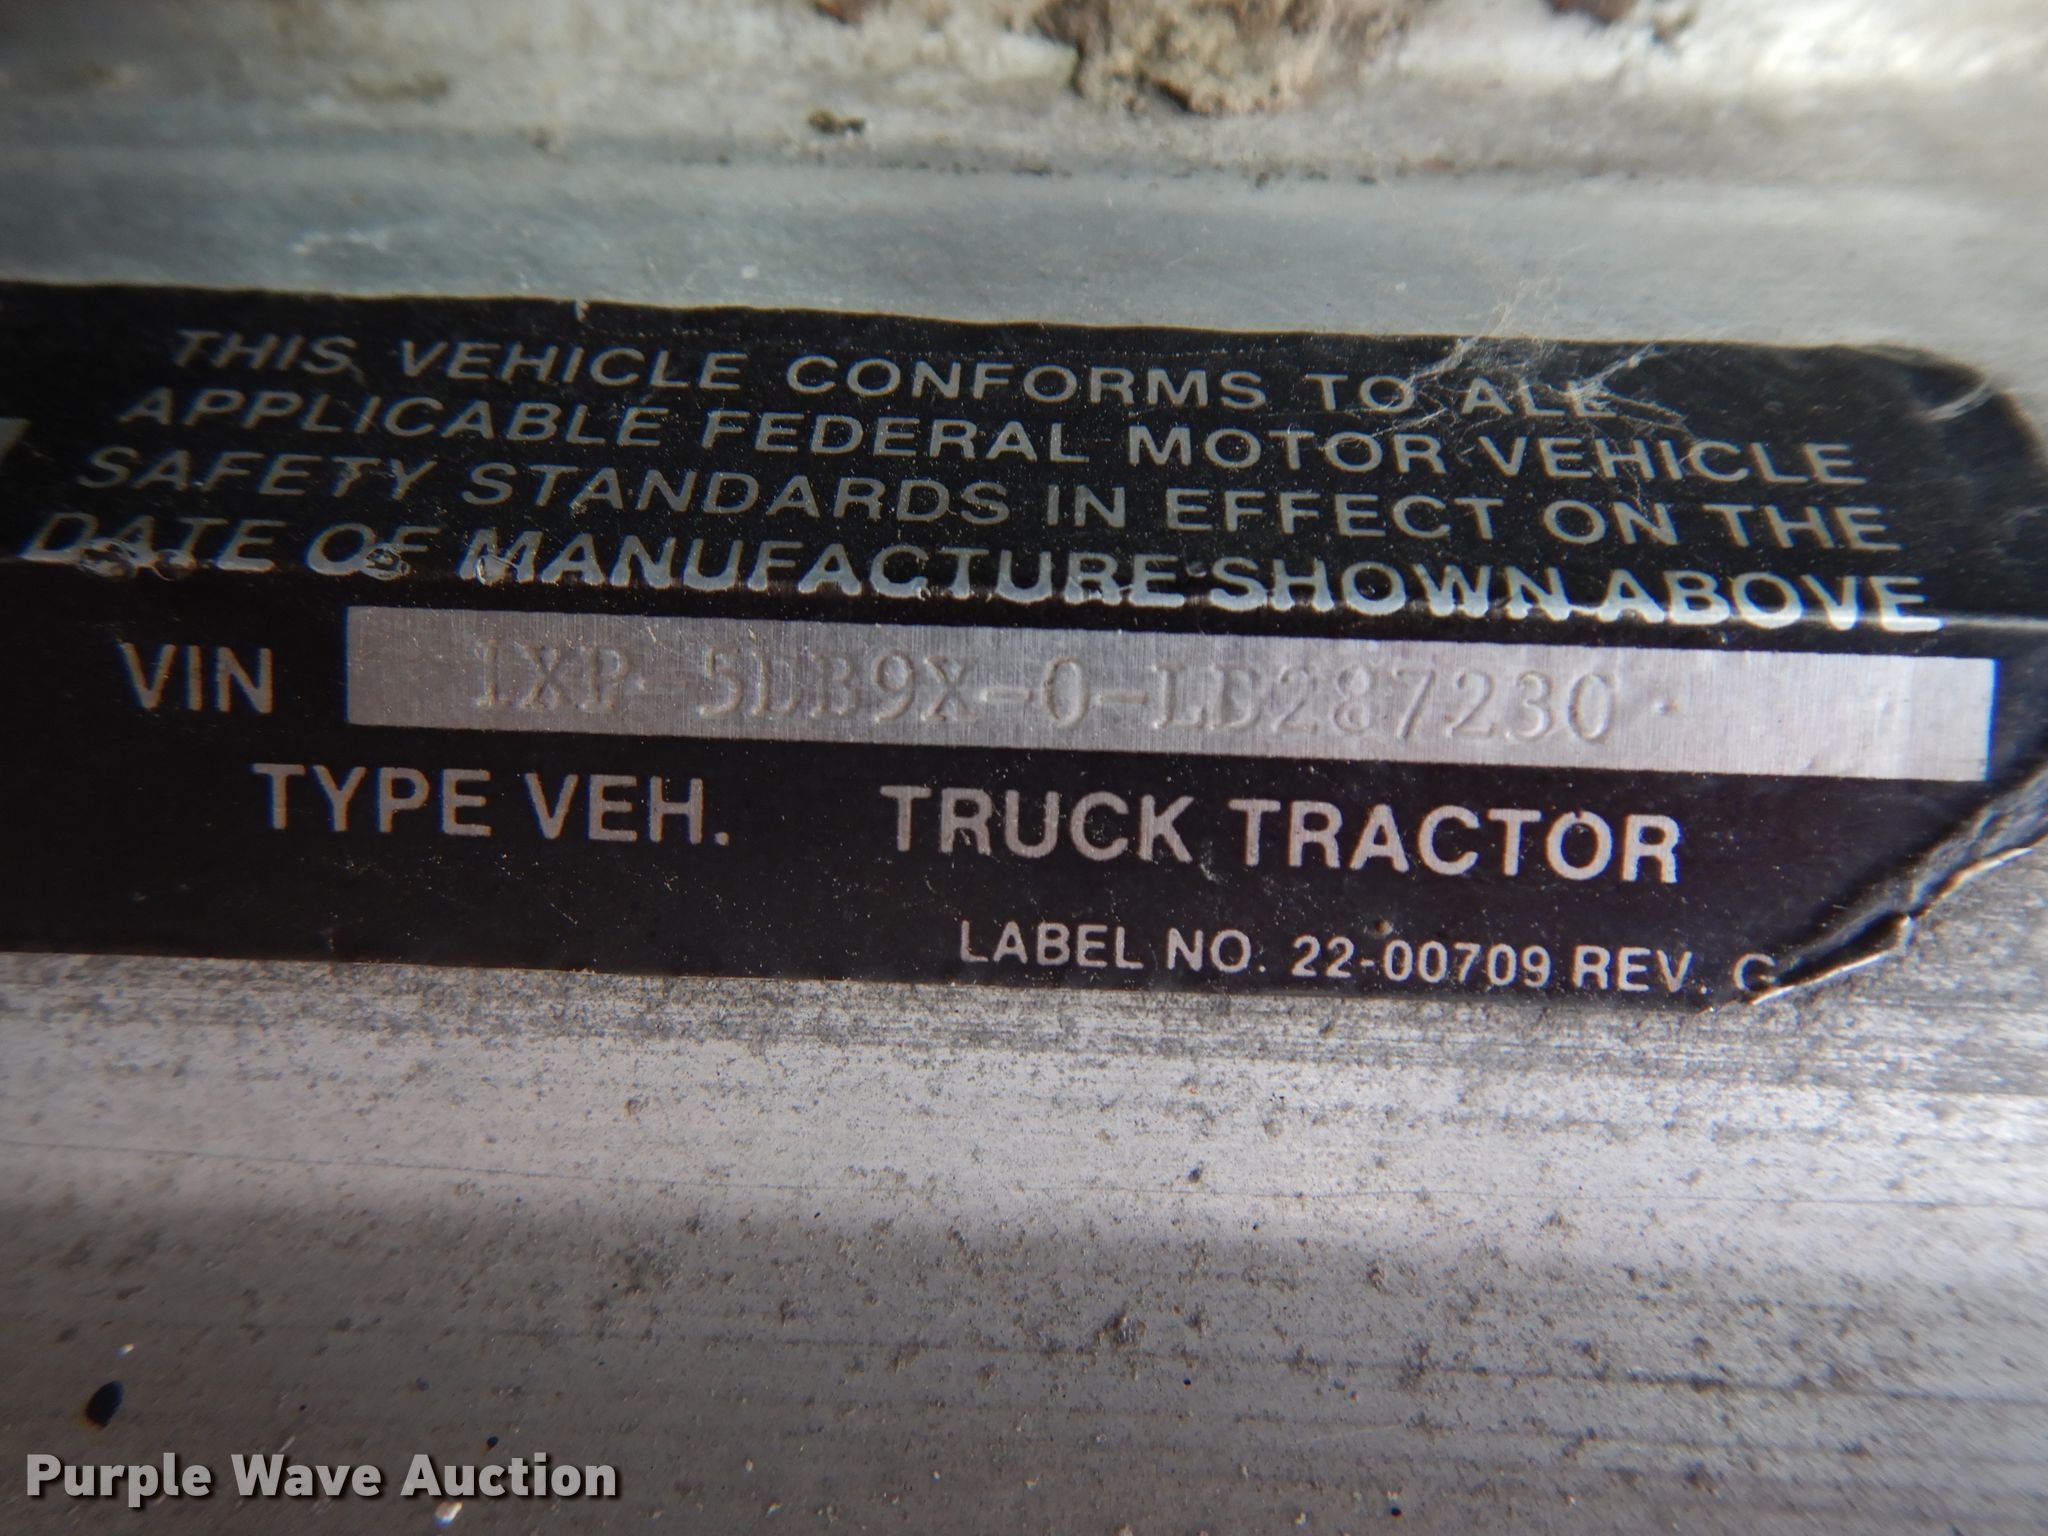 THIS VEHICLE CONFORMS TO ALL
APPLICABLE FEDERAL MOTOR VEHICLE
SAFETY STANDARDS IN EFFECT ON THE
DATE OF MANUFACTURE SHOWN ABOVE
VIN 1XP-5DB9X-0-LD287230
TYPE VEH. TRUCK TRACTOR
LABEL NO. 22-00709 REV. G
Purple Wave Auction